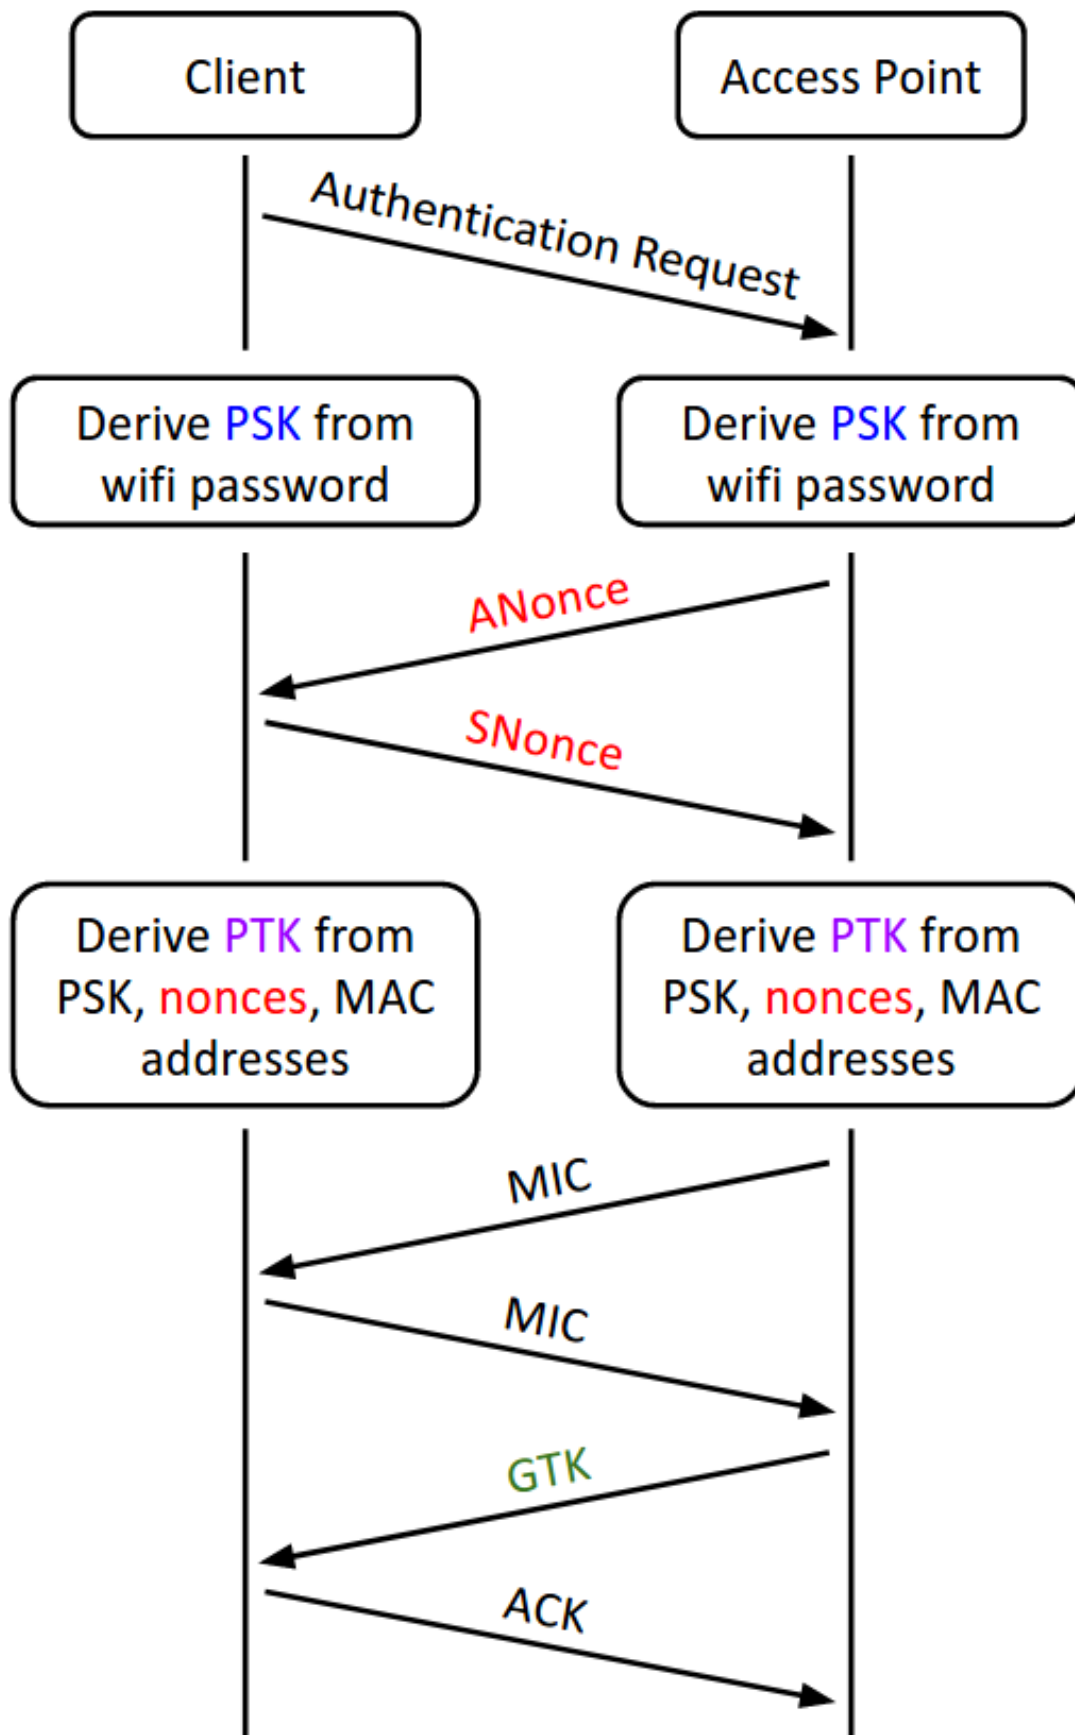 Client
Access Point
Authentication Request
Derive PSK from
wifi password
Derive PSK from
wifi password
ANonce
SNonce
Derive PTK from
PSK, nonces, MAC
addresses
Derive PTK from
PSK, nonces, MAC
addresses
MIC
MIC
GTK
ACK